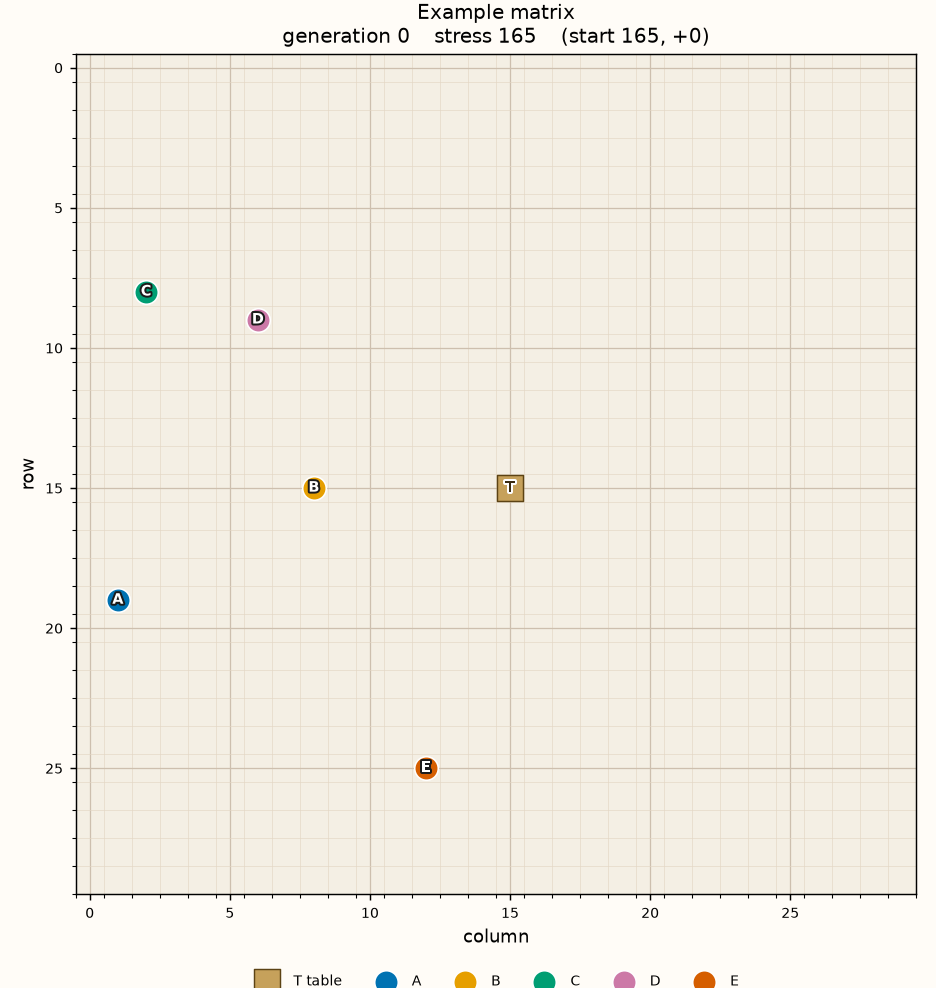 Example matrix
generation 0    stress 165    (start 165, +0)
0
5
C
D
10
row
15
B
T
A
20
E
25
0 5 10 15 20 25
column
T table A B C D E